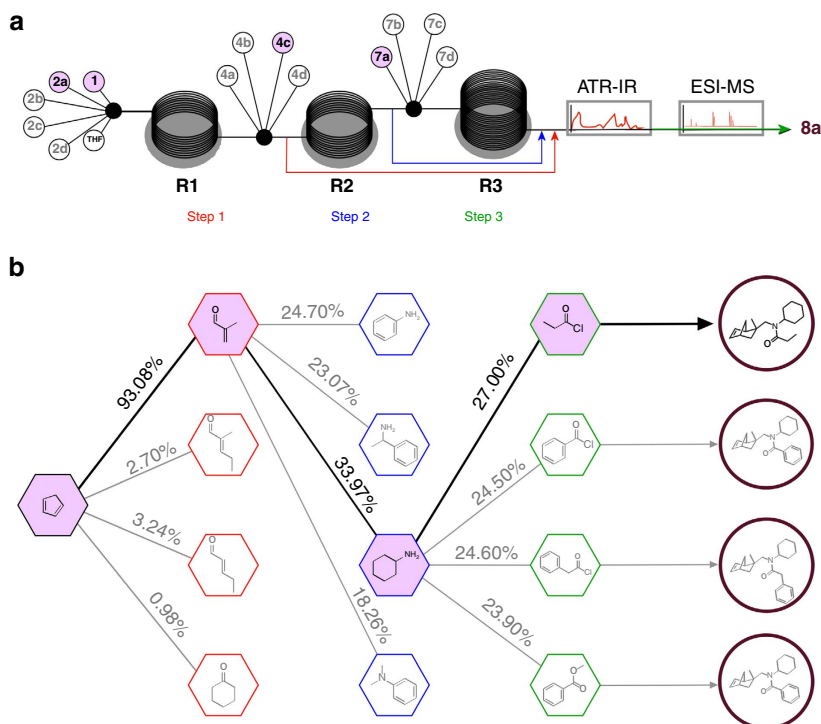 a
2a
1
2b
2c
2d
THF
4b
4c
4a
4d
7b
7c
7a
7d
ATR-IR
ESI-MS
8a
R1
R2
R3
Step 1
Step 2
Step 3
b
93.08%
2.70%
3.24%
0.98%
24.70%
23.07%
33.97%
18.26%
27.00%
24.50%
24.60%
23.90%
O
O
O
O
NH₂
NH₂
NH₂
N
O
Cl
O
Cl
O
Cl
O
O
N
O
N
O
N
O
N
O